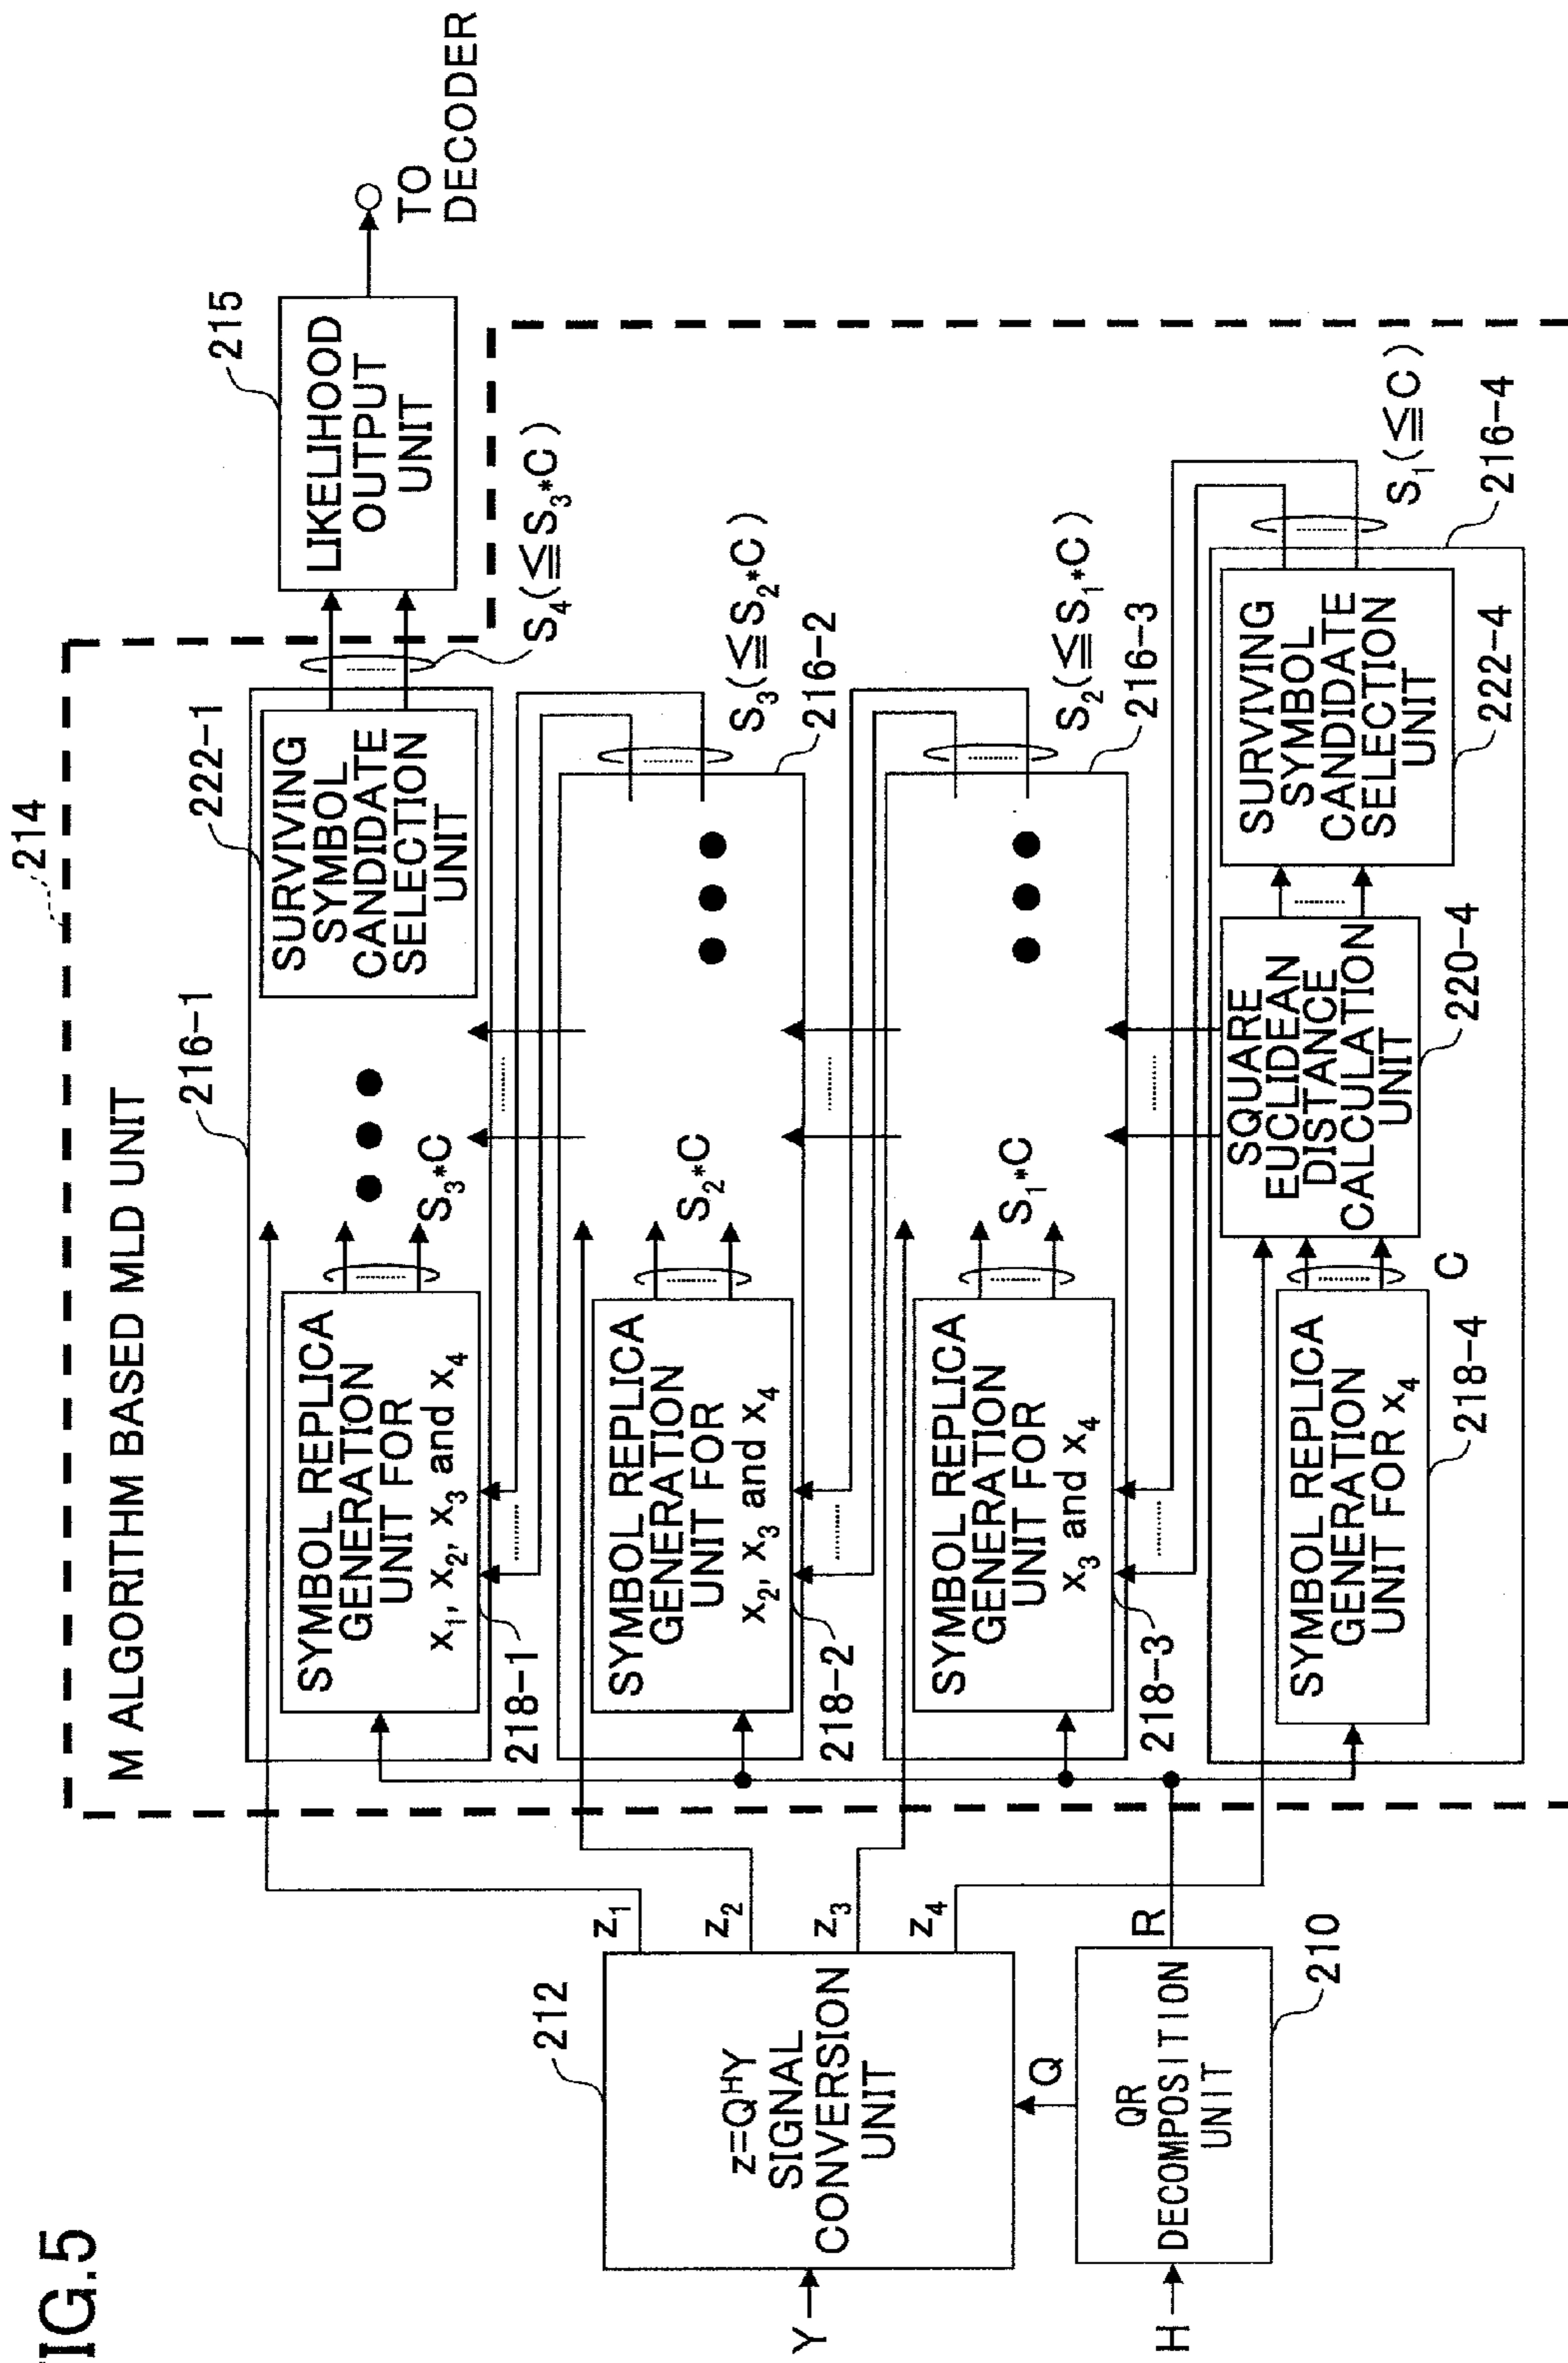 FIG.5
214
M ALGORITHM BASED MLD UNIT
216-1
222-1
215
SYMBOL REPLICA
GENERATION
UNIT FOR
x₁, x₂, x₃ and x₄
218-1
S₃*C
SURVIVING
SYMBOL
CANDIDATE
SELECTION
UNIT
S₄(≦S₃*C)
LIKELIHOOD
OUTPUT
UNIT
TO
DECODER
SYMBOL REPLICA
GENERATION
UNIT FOR
x₂, x₃ and x₄
218-2
S₂*C
S₃(≦S₂*C)
216-2
SYMBOL REPLICA
GENERATION
UNIT FOR
x₃ and x₄
218-3
S₁*C
S₂(≦S₁*C)
216-3
SYMBOL REPLICA
GENERATION
UNIT FOR x₄
218-4
C
SQUARE
EUCLIDEAN
DISTANCE
CALCULATION
UNIT
220-4
SURVIVING
SYMBOL
CANDIDATE
SELECTION
UNIT
222-4
S₁(≦C)
216-4
212
Y
z=QᴴY
SIGNAL
CONVERSION
UNIT
z₁
z₂
z₃
z₄
Q
R
H
QR
DECOMPOSITION
UNIT
210